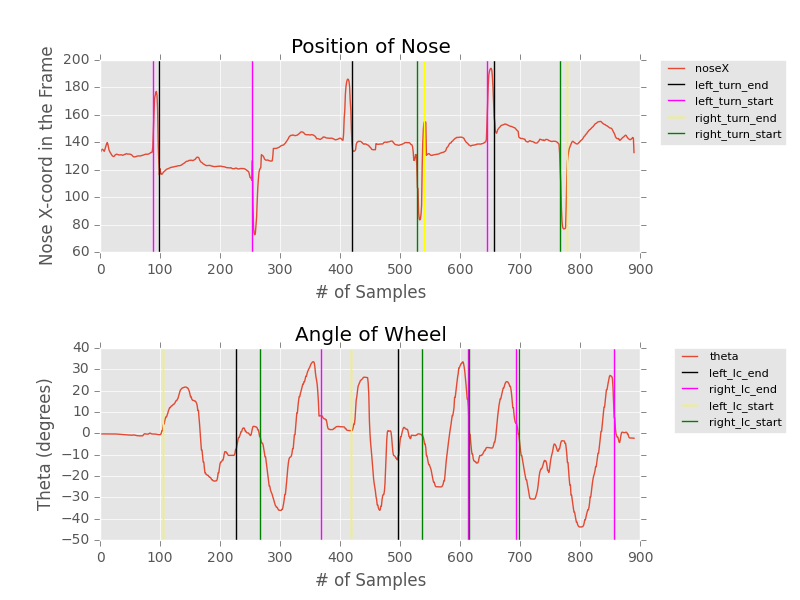 Position of Nose
Nose X-coord in the Frame
200
180
160
140
120
100
80
60
0 100 200 300 400 500 600 700 800 900
# of Samples
noseX
left_turn_end
left_turn_start
right_turn_end
right_turn_start
Angle of Wheel
Theta (degrees)
40
30
20
10
0
−10
−20
−30
−40
−50
0 100 200 300 400 500 600 700 800 900
# of Samples
theta
left_lc_end
right_lc_end
left_lc_start
right_lc_start